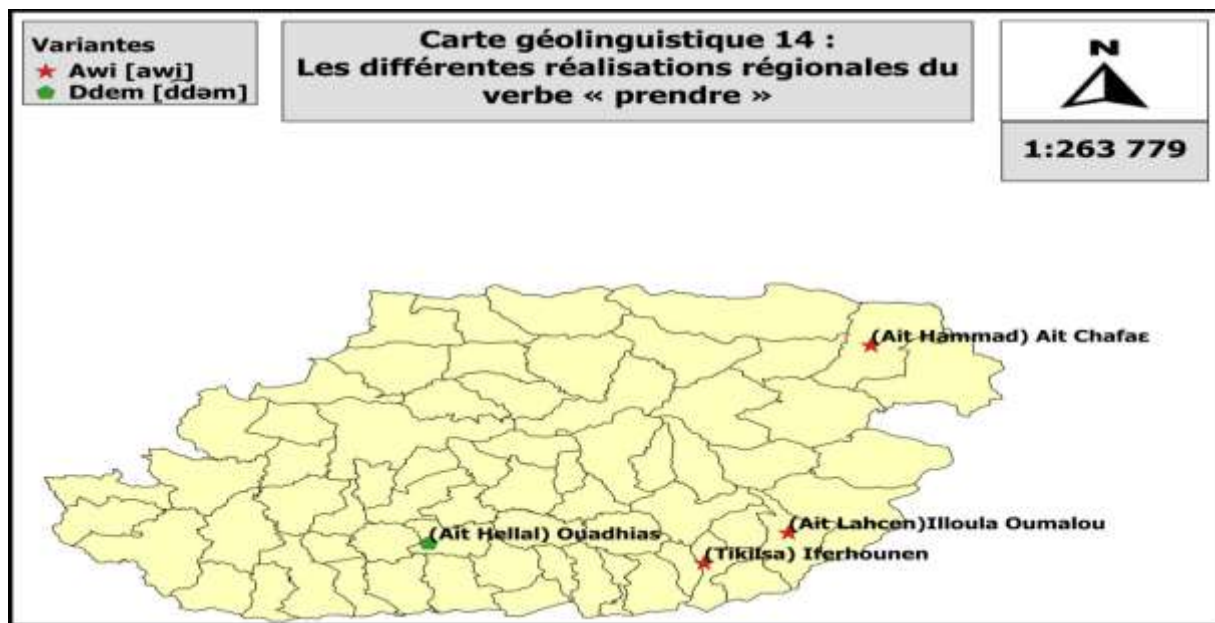 Variantes
Awi [awi̯]
Ddem [d͡dəm]
Carte géolinguistique 14 :
Les différentes réalisations régionales du
verbe « prendre »
N
1:263 779
(Ait Hammad) Ait Chafaɛ
(Ait Lahcen)Illoula Oumalou
(Ait Hellal) Ouadhias
(Tikilsa) Iferhounen